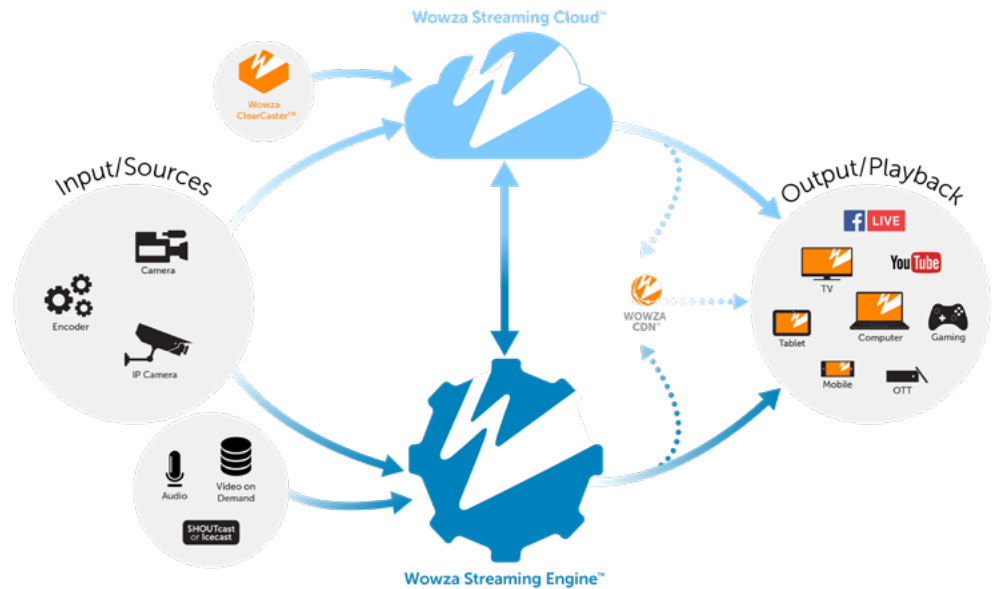 Wowza Streaming Cloud™
Wowza
ClearCaster™
Input/Sources
Camera
Encoder
IP Camera
Audio
Video on
Demand
SHOUTcast
or Icecast
Wowza Streaming Engine™
WOWZA
CDN™
Output/Playback
f LIVE
YouTube
TV
Tablet
Computer
Gaming
Mobile
OTT